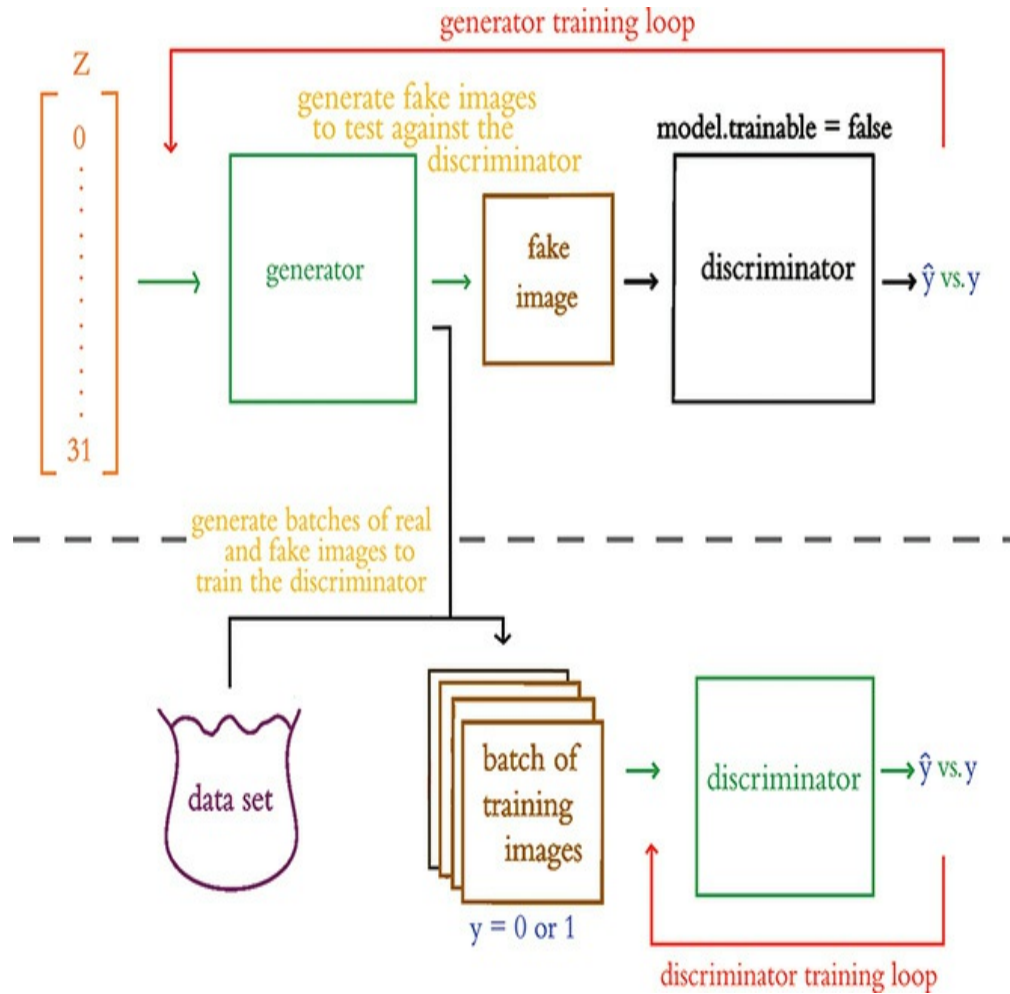 generator training loop
z
0
31
generate fake images
to test against the
discriminator
model.trainable = false
generator
fake
image
discriminator
ŷ vs. y
generate batches of real
and fake images to
train the discriminator
data set
batch of
training
images
y = 0 or 1
discriminator
ŷ vs. y
discriminator training loop